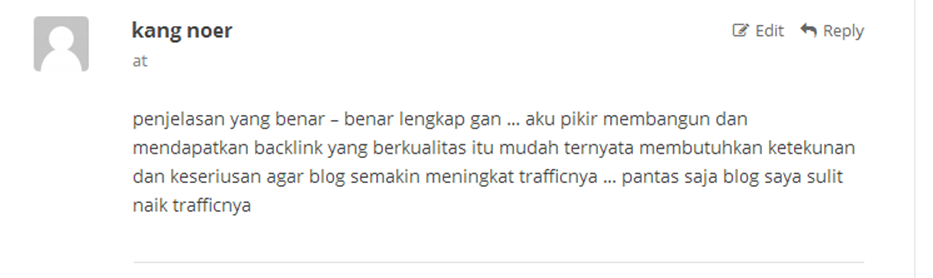 kang noer
Edit Reply
at
penjelasan yang benar – benar lengkap gan ... aku pikir membangun dan
mendapatkan backlink yang berkualitas itu mudah ternyata membutuhkan ketekunan
dan keseriusan agar blog semakin meningkat trafficnya ... pantas saja blog saya sulit
naik trafficnya